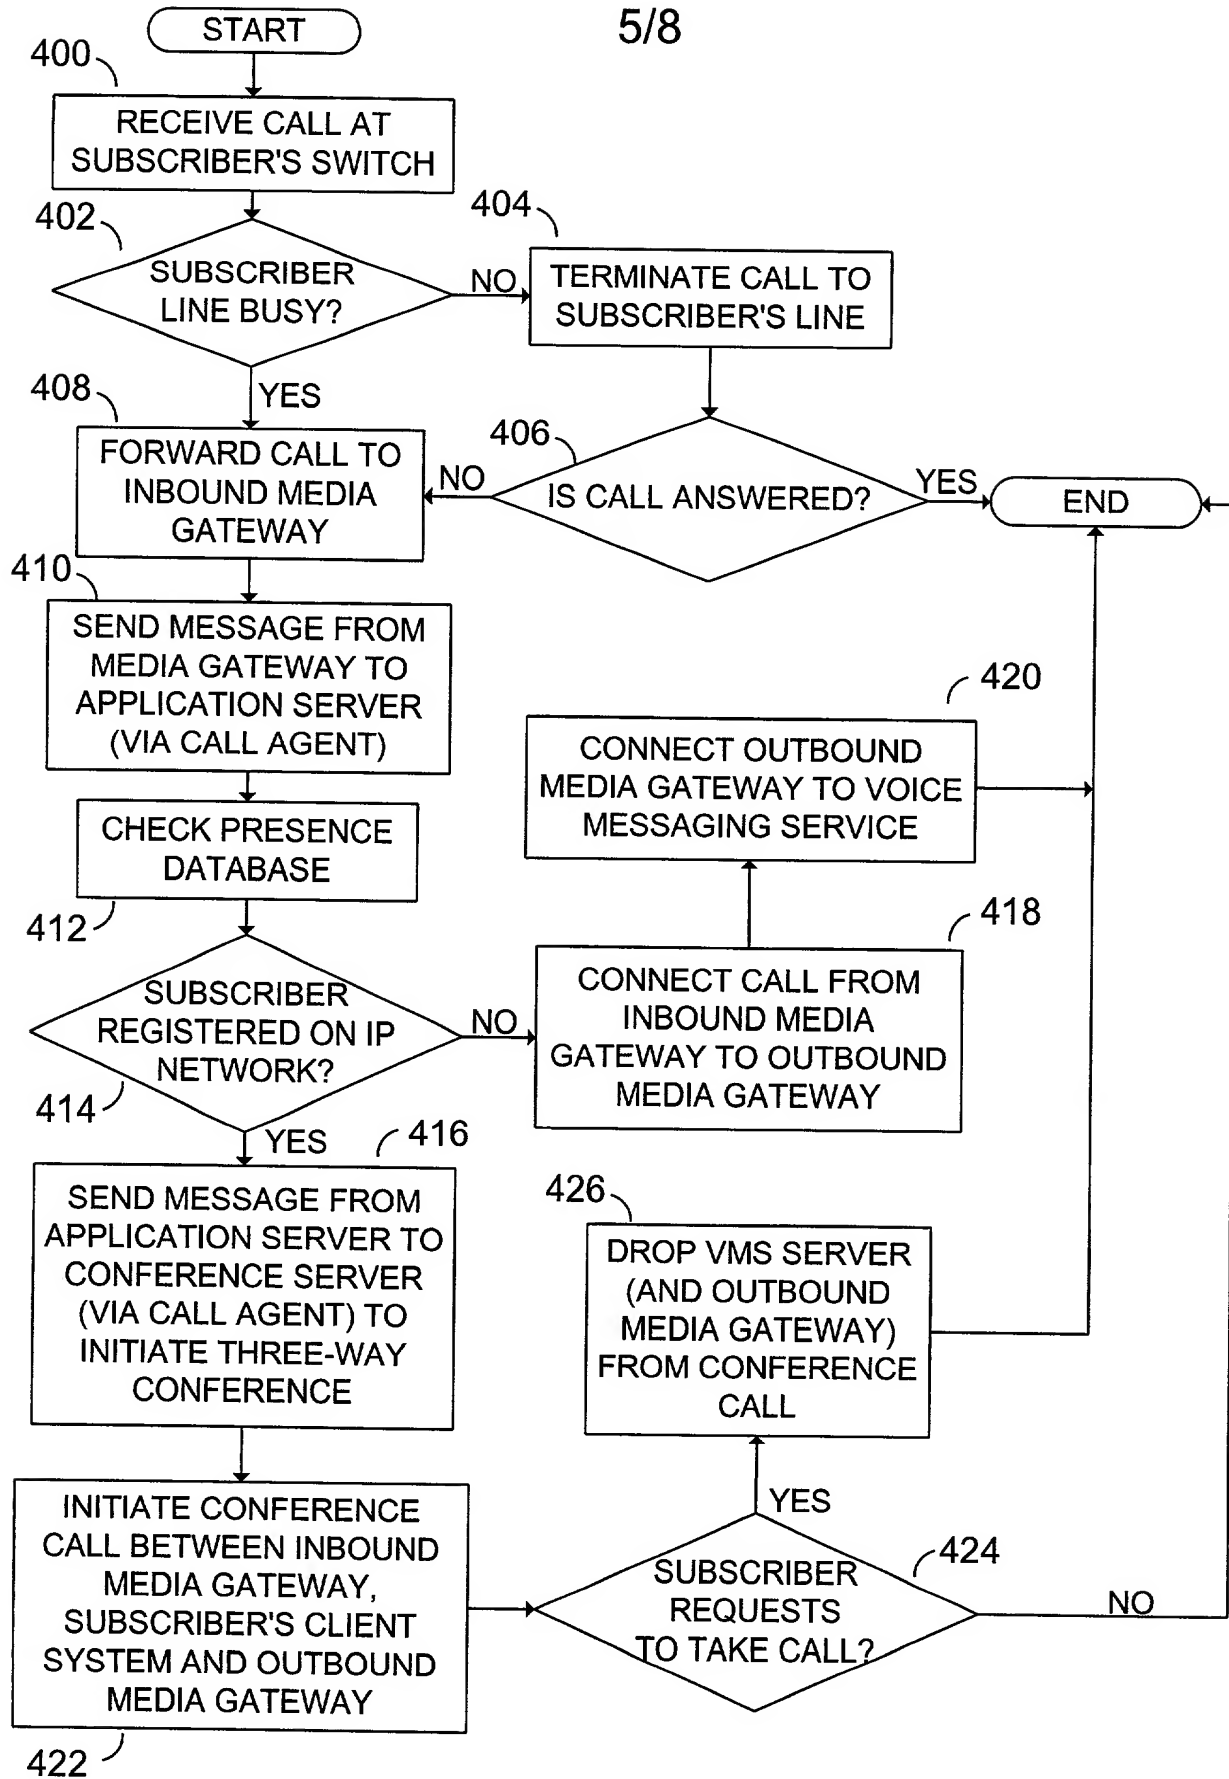 5/8
START
400
RECEIVE CALL AT
SUBSCRIBER'S SWITCH
402
SUBSCRIBER
LINE BUSY?
NO
404
TERMINATE CALL TO
SUBSCRIBER'S LINE
YES
406
IS CALL ANSWERED?
NO
YES
END
408
FORWARD CALL TO
INBOUND MEDIA
GATEWAY
410
SEND MESSAGE FROM
MEDIA GATEWAY TO
APPLICATION SERVER
(VIA CALL AGENT)
CHECK PRESENCE
DATABASE
412
SUBSCRIBER
REGISTERED ON IP
NETWORK?
414
NO
418
CONNECT CALL FROM
INBOUND MEDIA
GATEWAY TO OUTBOUND
MEDIA GATEWAY
420
CONNECT OUTBOUND
MEDIA GATEWAY TO VOICE
MESSAGING SERVICE
YES
416
SEND MESSAGE FROM
APPLICATION SERVER TO
CONFERENCE SERVER
(VIA CALL AGENT) TO
INITIATE THREE-WAY
CONFERENCE
INITIATE CONFERENCE
CALL BETWEEN INBOUND
MEDIA GATEWAY,
SUBSCRIBER'S CLIENT
SYSTEM AND OUTBOUND
MEDIA GATEWAY
422
424
SUBSCRIBER
REQUESTS
TO TAKE CALL?
NO
YES
426
DROP VMS SERVER
(AND OUTBOUND
MEDIA GATEWAY)
FROM CONFERENCE
CALL